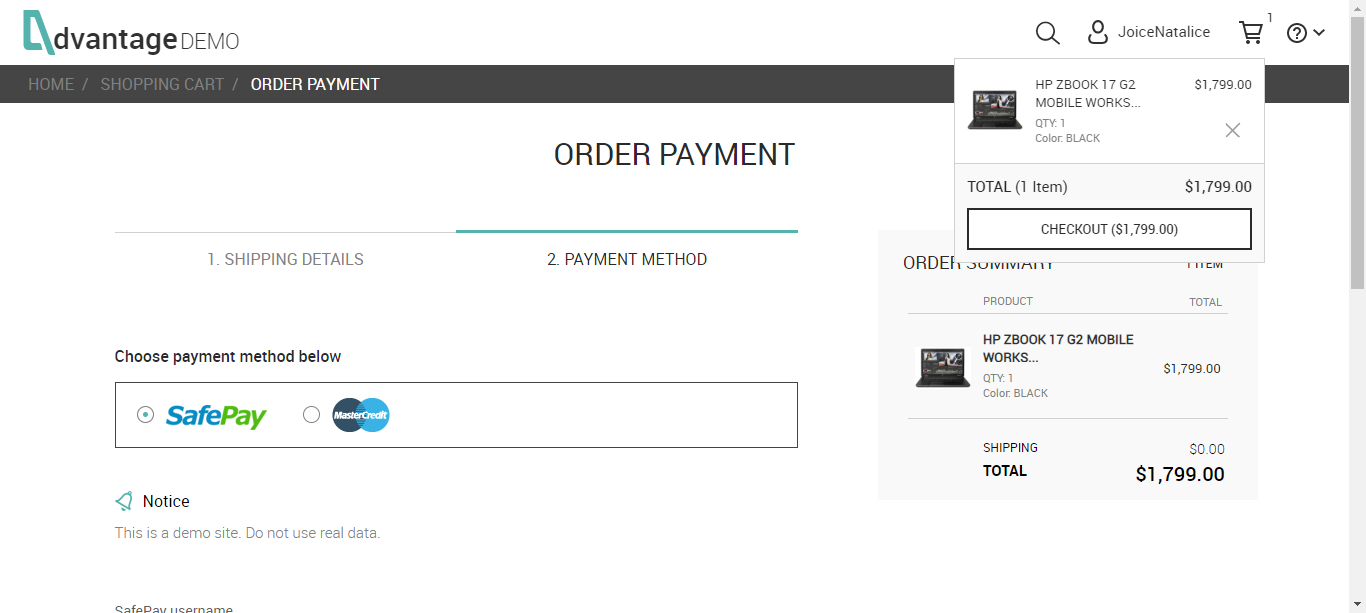 dvantage DEMO
JoiceNatalice
1
?
HOME / SHOPPING CART / ORDER PAYMENT
HP ZBOOK 17 G2 $1,799.00
MOBILE WORKS...
QTY: 1
Color: BLACK
TOTAL (1 Item) $1,799.00
CHECKOUT ($1,799.00)
ORDER PAYMENT
1. SHIPPING DETAILS
2. PAYMENT METHOD
Choose payment method below
SafePay
MasterCredit
Notice
This is a demo site. Do not use real data.
SafePay username
ORDER SUMMARY 1 ITEM
PRODUCT TOTAL
HP ZBOOK 17 G2 MOBILE
WORKS...
$1,799.00
QTY: 1
Color: BLACK
SHIPPING $0.00
TOTAL $1,799.00